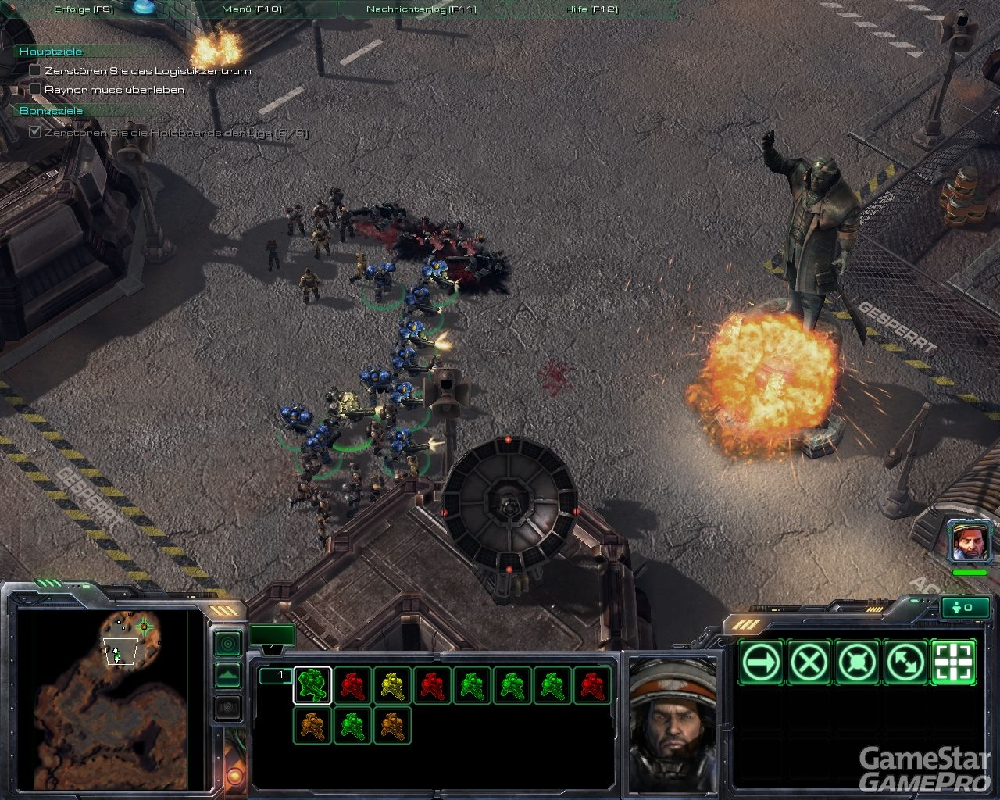 Erfolge (F9)
Menü (F10)
Nachrichtenlog (F11)
Hilfe (F12)
Hauptziele
Zerstören Sie das Logistikzentrum
Raynor muss überleben
Bonusziele
Zerstören Sie die Holoboards der Liga (6/6)
GESPERRT
GESPERRT
1
1
0
GameStar
GAMEPRO